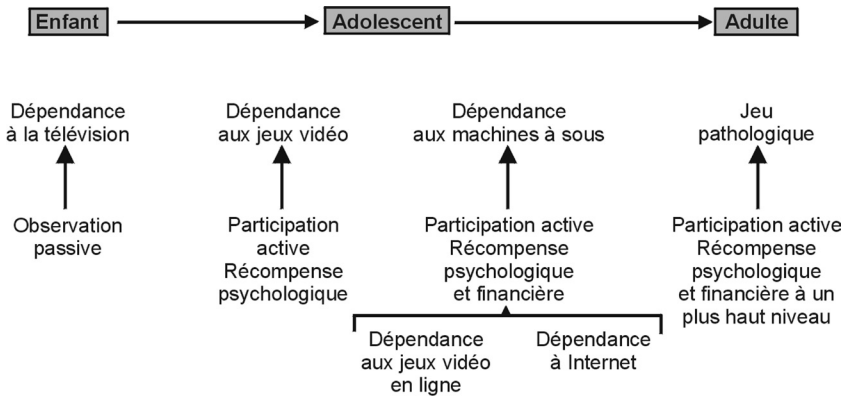 Enfant
Adolescent
Adulte
Dépendance
à la télévision
Dépendance
aux jeux vidéo
Dépendance
aux machines à sous
Jeu
pathologique
Observation
passive
Participation
active
Récompense
psychologique
Participation active
Récompense
psychologique
et financière
Participation active
Récompense
psychologique
et financière à un
plus haut niveau
Dépendance
aux jeux vidéo
en ligne
Dépendance
à Internet